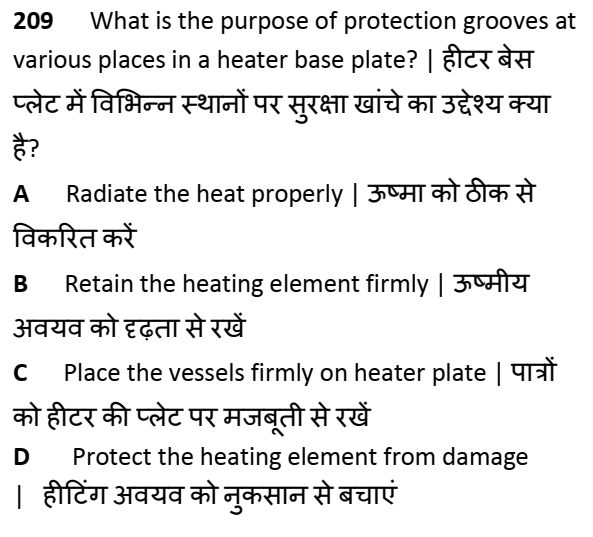 209 What is the purpose of protection grooves at
various places in a heater base plate? | हीटर बेस
प्लेट में विभिन्न स्थानों पर सुरक्षा खांचे का उद्देश्य क्या
है?
A Radiate the heat properly | ऊष्मा को ठीक से
विकरित करें
B Retain the heating element firmly | ऊष्मीय
अवयव को दृढ़ता से रखें
C Place the vessels firmly on heater plate | पात्रों
को हीटर की प्लेट पर मजबूती से रखें
D Protect the heating element from damage
| हीटिंग अवयव को नुकसान से बचाएं